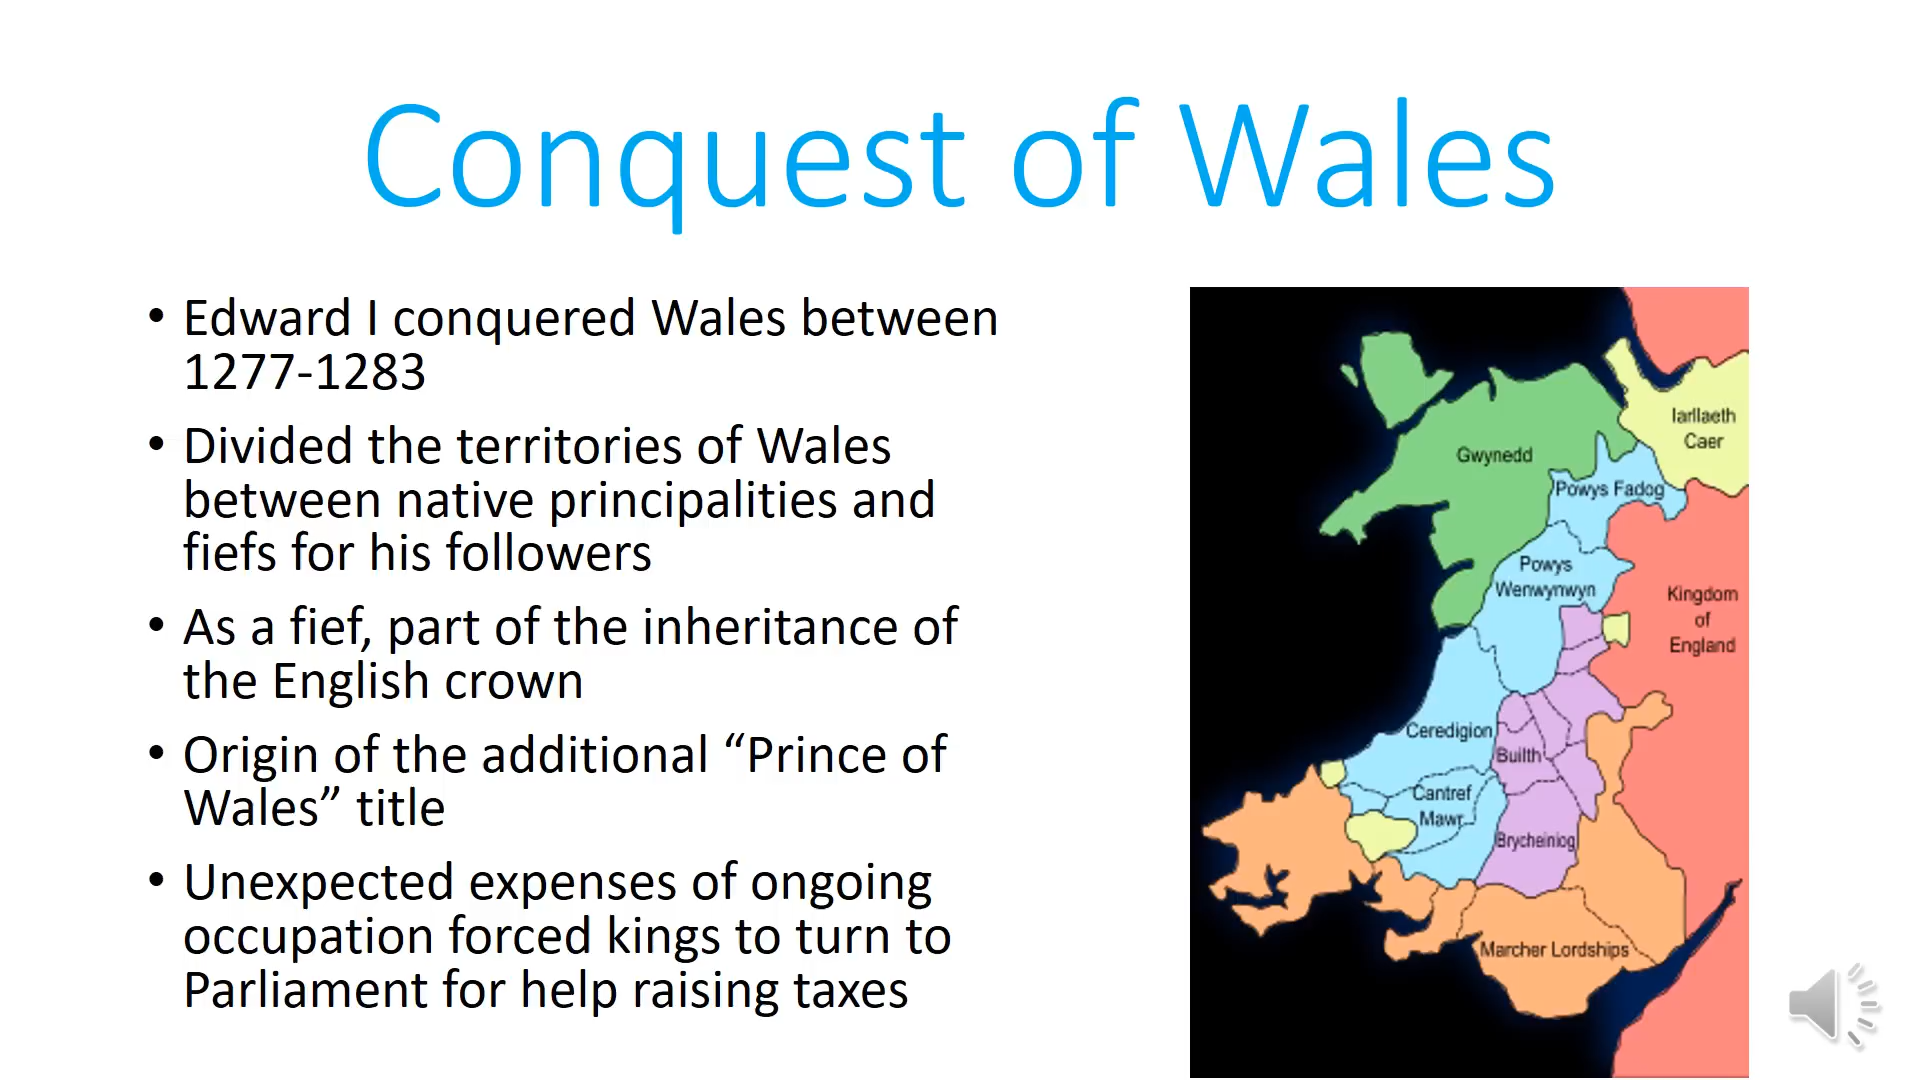 Conquest of Wales
• Edward I conquered Wales between
1277-1283
• Divided the territories of Wales
between native principalities and
fiefs for his followers
• As a fief, part of the inheritance of
the English crown
• Origin of the additional “Prince of
Wales” title
• Unexpected expenses of ongoing
occupation forced kings to turn to
Parliament for help raising taxes
Iarllaeth
Caer
Gwynedd
Powys Fadog
Powys
Wenwynwyn
Kingdom
of
England
Ceredigion
Builth
Cantref
Mawr
Brycheiniog
Marcher Lordships